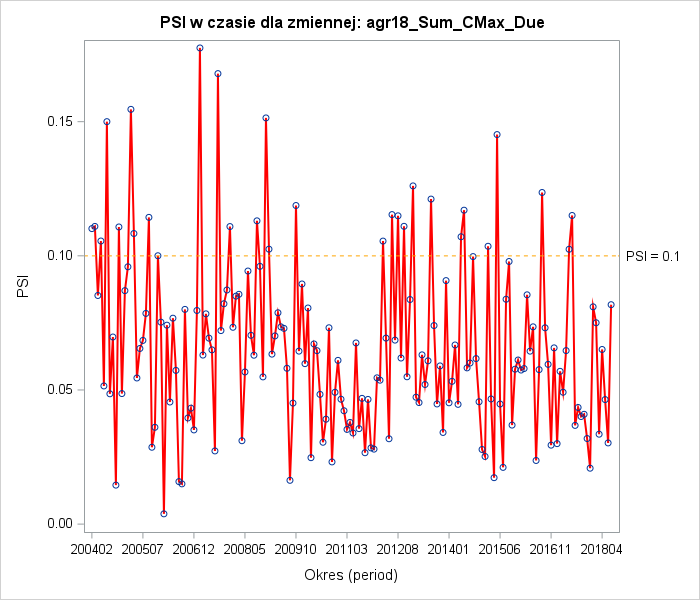 PSI w czasie dla zmiennej: agr18_Sum_CMax_Due
PSI
0.15
0.10
0.05
0.00
PSI = 0.1
200402 200507 200612 200805 200910 201103 201208 201401 201506 201611 201804
Okres (period)